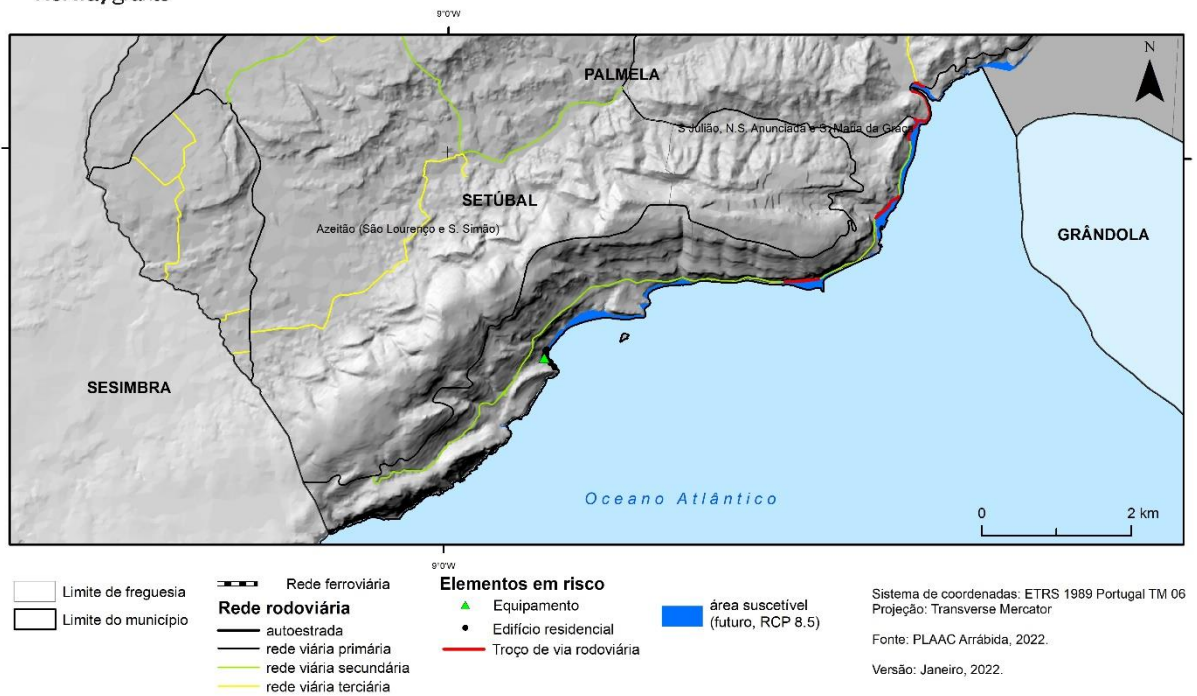 9°0'W
N
PALMELA
S Julião, N.S. Anunciada e S. Maria da Graça
SETÚBAL
Azeitão (São Lourenço e S. Simão)
GRÂNDOLA
SESIMBRA
Oceano Atlântico
0 2 km
9°0'W
Limite de freguesia
Limite do município
Rede ferroviária
Rede rodoviária
autoestrada
rede viária primária
rede viária secundária
rede viária terciária
Elementos em risco
Equipamento
Edifício residencial
Troço de via rodoviária
área suscetível
(futuro, RCP 8.5)
Sistema de coordenadas: ETRS 1989 Portugal TM 06
Projeção: Transverse Mercator
Fonte: PLAAC Arrábida, 2022.
Versão: Janeiro, 2022.